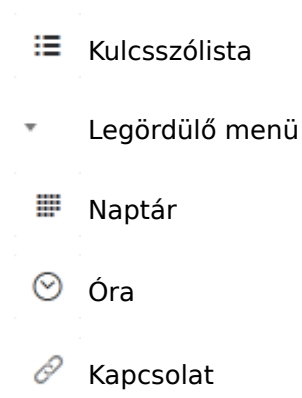 Kulcsszólista
Legördülő menü
Naptár
Óra
Kapcsolat